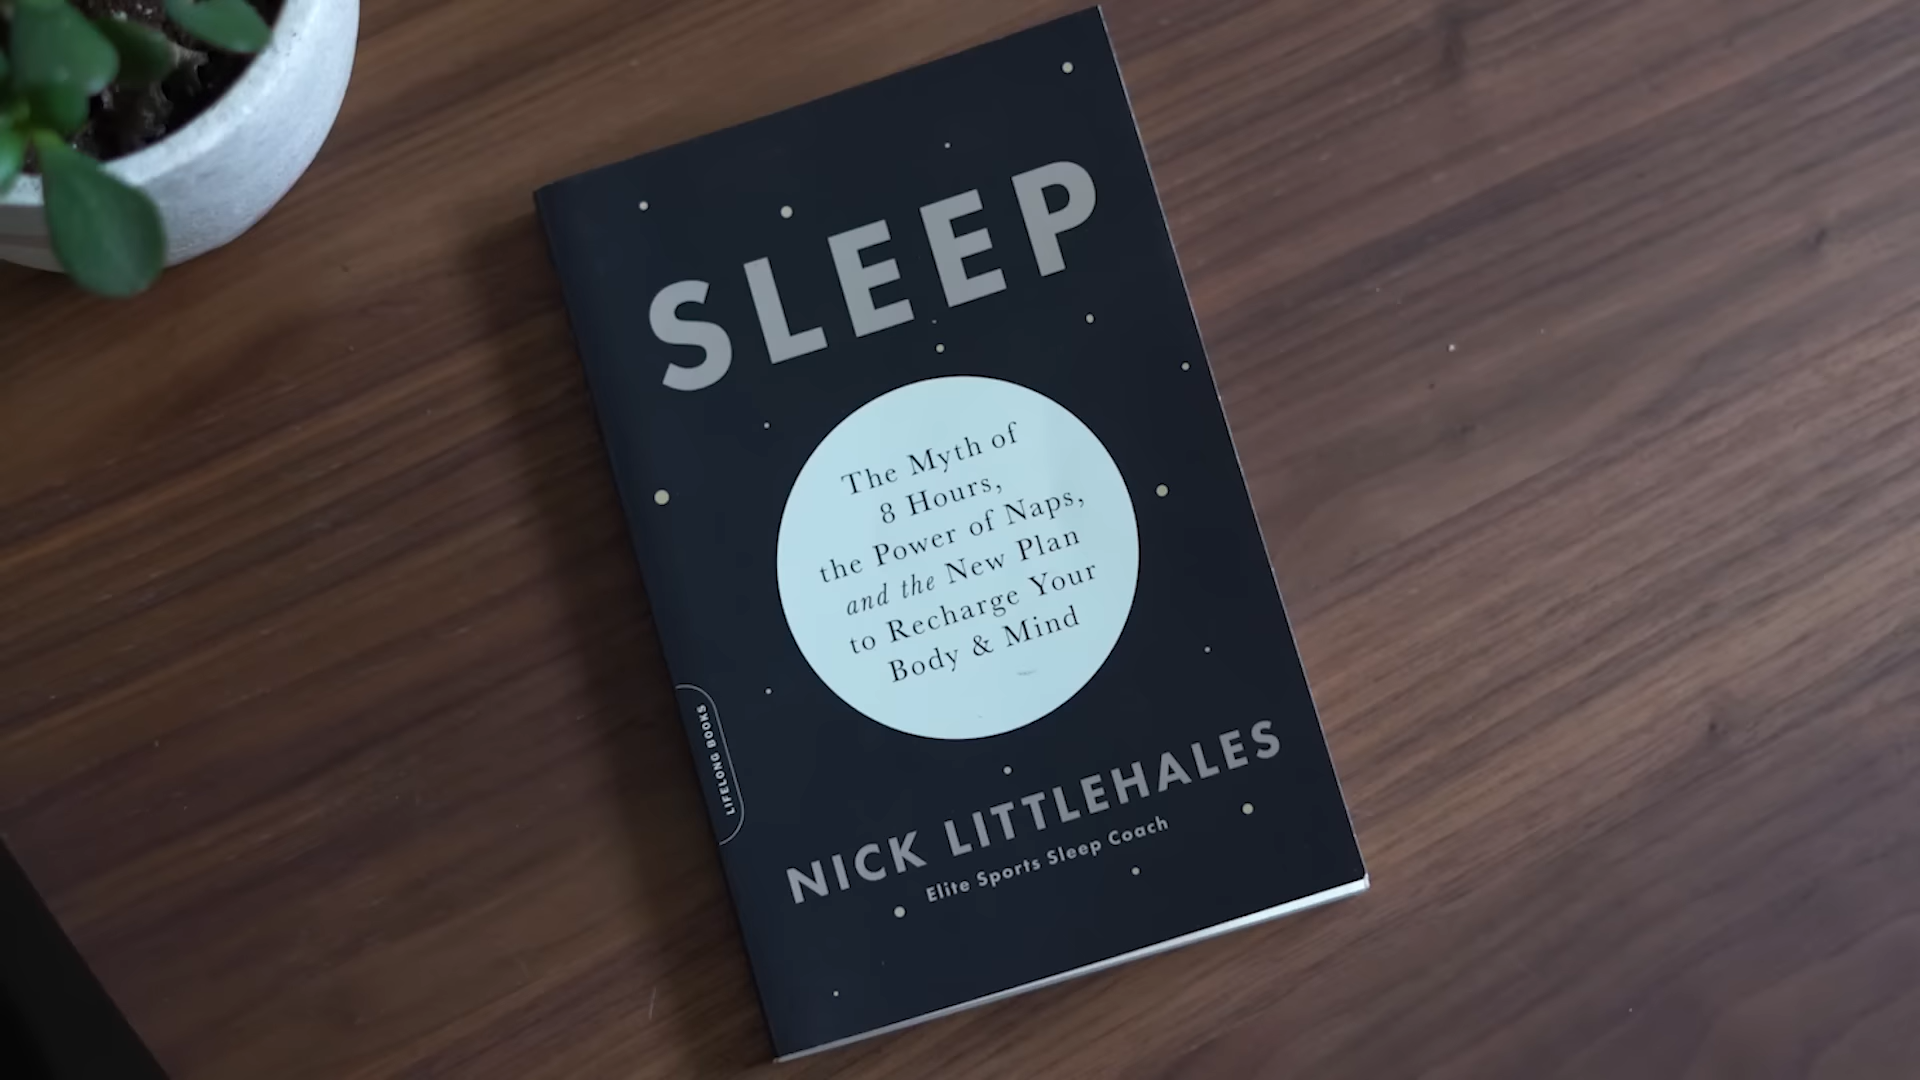 SLEEP
The Myth of
8 Hours,
the Power of Naps,
and the New Plan
to Recharge Your
Body & Mind
LIFELONG BOOKS
NICK LITTLEHALES
Elite Sports Sleep Coach